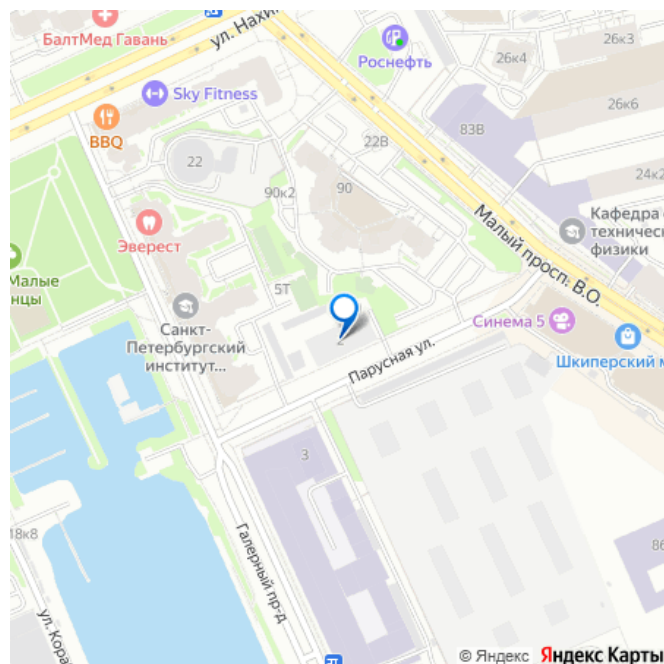 БалтМед Гавань
ул. Нахи
Роснефть
26к3
26к4
Sky Fitness
26к6
BBQ
22В
83В
22
24к2
90к2
90
Малый просп. В.О.
Кафедра
техническ
физики
Эверест
Малые
нцы
5Т
Санкт-
Петербургский
институт...
2
Синема 5
Парусная ул.
Шкиперский м
3
18к8
Галерный пр-д
86
ул. Кора
© Яндекс Яндекс Карты